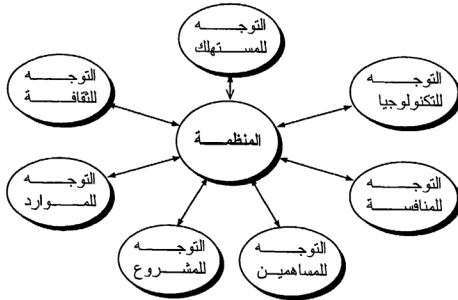 التوجه
للمستهلك
التوجه
للتكنولوجيا
التوجه
للثقافة
المنظمة
التوجه
للمنافسة
التوجه
للموارد
التوجه
للمساهمين
التوجه
للمشروع